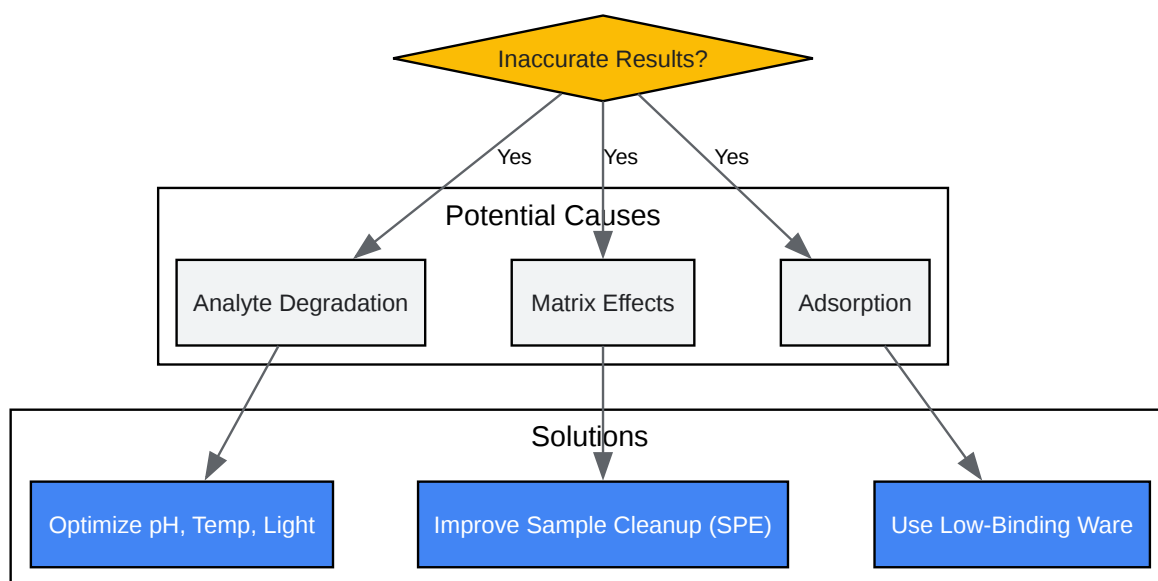 Inaccurate Results?
Yes
Yes
Yes
Potential Causes
Analyte Degradation
Matrix Effects
Adsorption
Solutions
Optimize pH, Temp, Light
Improve Sample Cleanup (SPE)
Use Low-Binding Ware